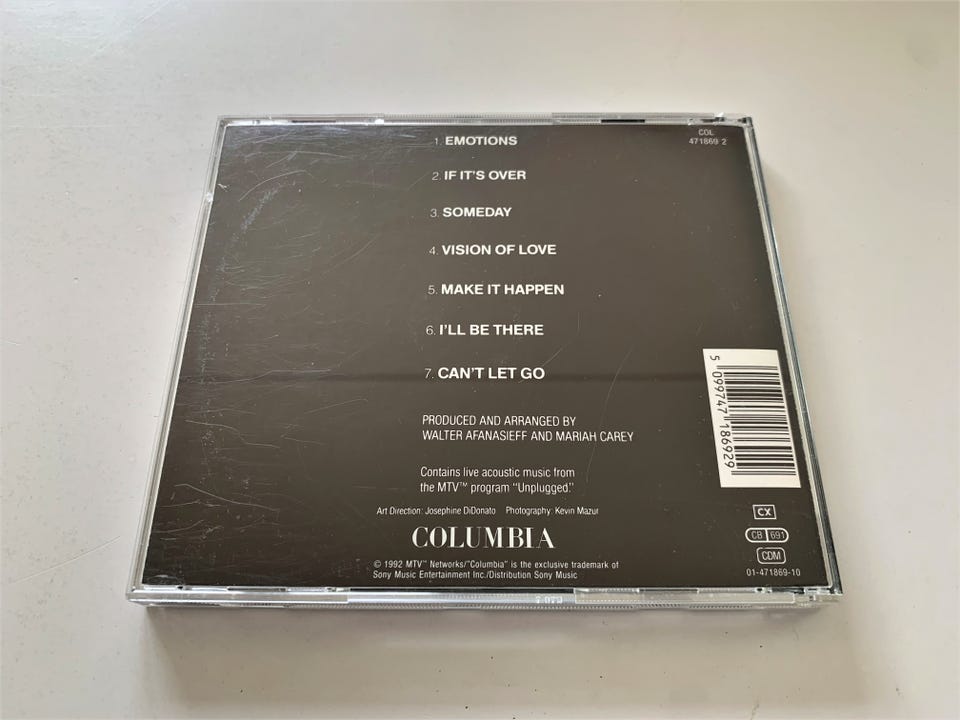 COL
471869 2
1. EMOTIONS
2. IF IT'S OVER
3. SOMEDAY
4. VISION OF LOVE
5. MAKE IT HAPPEN
6. I'LL BE THERE
7. CAN'T LET GO
PRODUCED AND ARRANGED BY
WALTER AFANASIEFF AND MARIAH CAREY
Contains live acoustic music from
the MTV™ program "Unplugged."
Art Direction: Josephine DiDonato Photography: Kevin Mazur
COLUMBIA
© 1992 MTV™ Networks/"Columbia" is the exclusive trademark of
Sony Music Entertainment Inc./Distribution Sony Music
5 099747 186929
CX
CB 691
CDM
01-471869-10